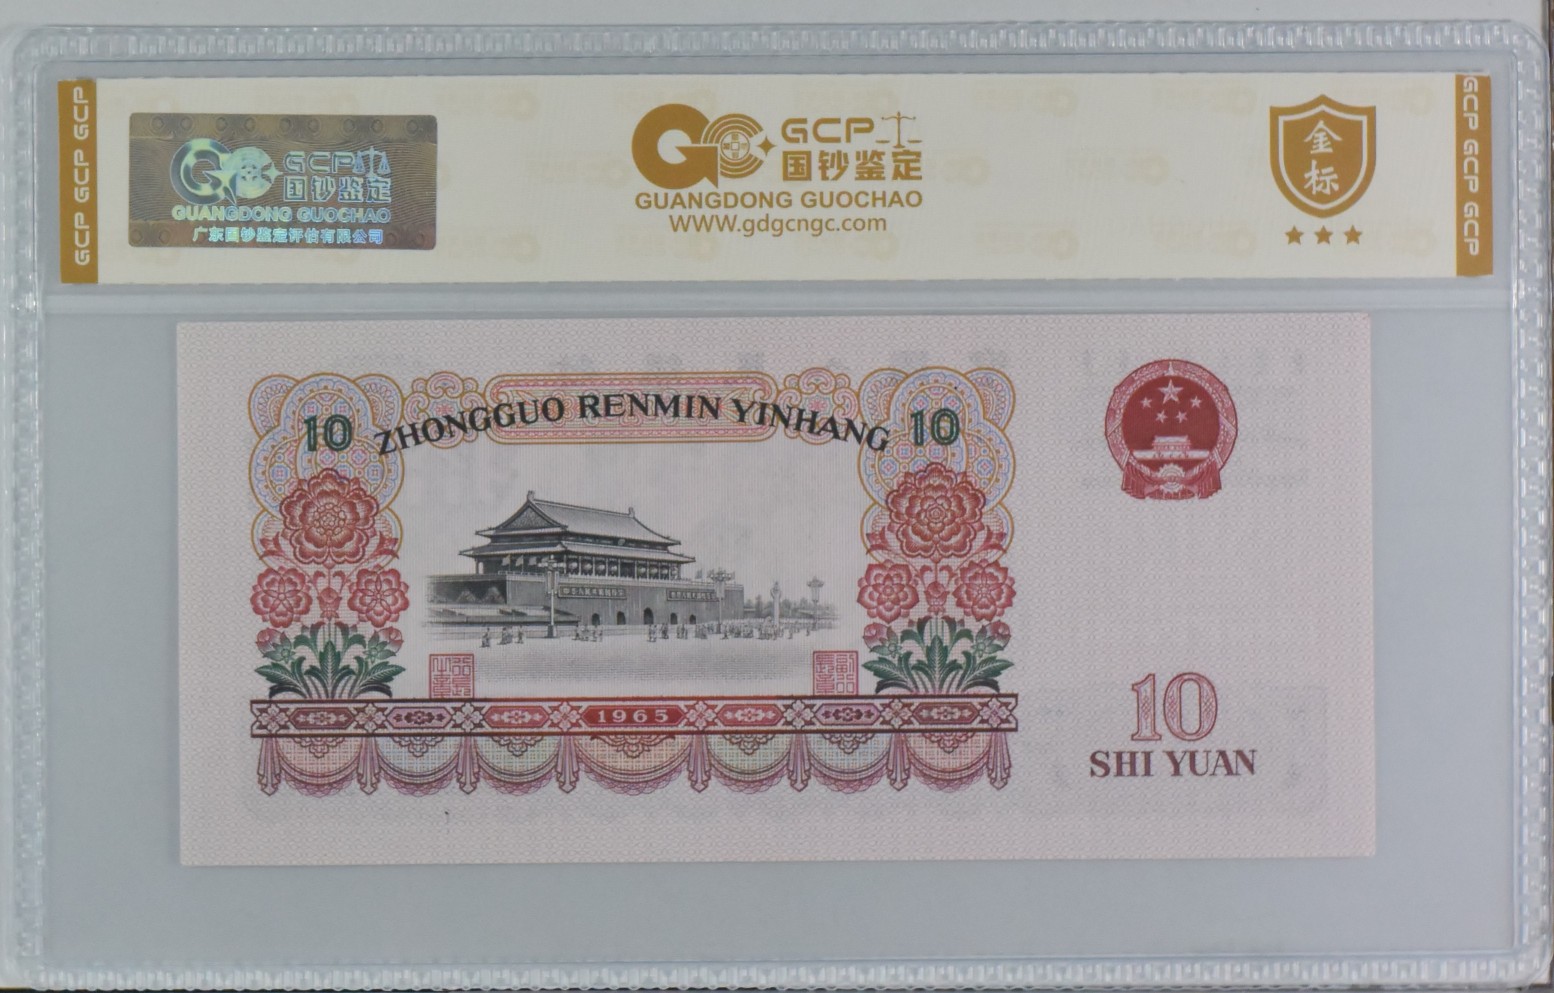 GCP GCP GCP
GCP 国钞鉴定
GUANGDONG GUOCHAO
广东国钞鉴定评估有限公司
GCP
国钞鉴定
GUANGDONG GUOCHAO
WWW.gdgcngc.com
金标
GCP GCP GCP
10 ZHONGGUO RENMIN YINHANG 10
1965
10
SHI YUAN